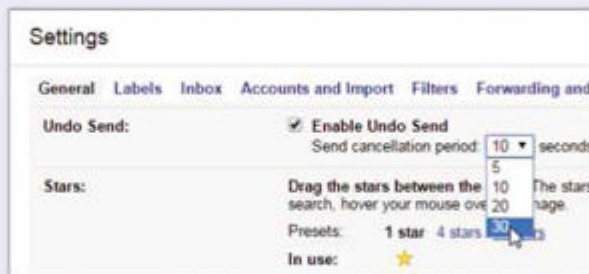 Settings
General Labels Inbox Accounts and Import Filters Forwarding and
Undo Send: Enable Undo Send
Send cancellation period: 10 seconds
5
Stars: Drag the stars between the 10 The stars
search, hover your mouse ove 20 mage.
Presets: 1 star 4 stars 30
In use: